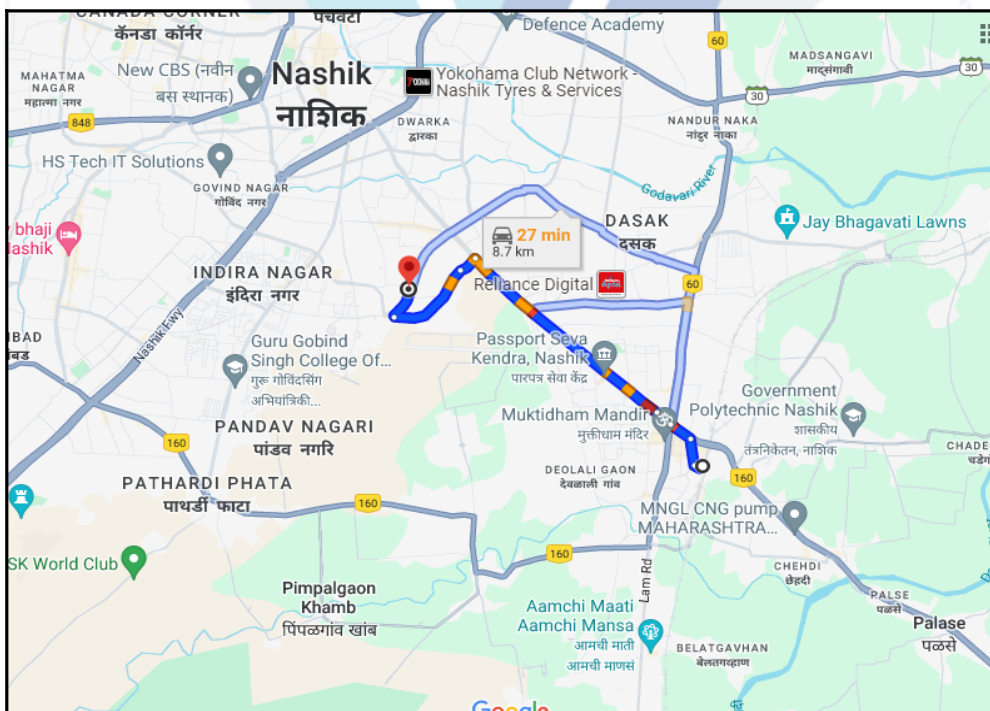 CANADA CORNER
कॅनडा कॉर्नर
पंचवटी
Defence Academy
60
MADSANGAVI
माद्संगाबी
30
MAHATMA
NAGAR
महात्मा नगर
New CBS (नवीन
बस स्थानक)
Nashik
नाशिक
Yokohama Club Network -
Nashik Tyres & Services
30
848
DWARKA
द्वारका
NANDUR NAKA
नांदूर नाका
HS Tech IT Solutions
GOVIND NAGAR
गोविंद नगर
Godavari River
bhaji
Nashik
DASAK
दसक
Jay Bhagavati Lawns
27 min
8.7 km
INDIRA NAGAR
इंदिरा नगर
Reliance Digital
60
Nashik Fwy
Guru Gobind
Singh College Of...
गुरू गोविंदसिंग
अभियांत्रिकी...
Passport Seva
Kendra, Nashik
पारपत्र सेवा केंद्र
Government
Polytechnic Nashik
शासकीय
तंत्रनिकेतन, नाशिक
Muktidham Mandir
मुक्तीधाम मंदिर
PANDAV NAGARI
पांडव नगरि
160
DEOLALI GAON
देवळाली गांव
160
PATHARDI PHATA
पाथर्डी फाटा
160
MNGL CNG pump
MAHARASHTRA...
SK World Club
160
CHEHDI
छेहदी
Pimpalgaon
Khamb
पिंपळगांव खांब
Lam Rd
PALSE
पळसे
Aamchi Maati
Aamchi Mansa
आमची माती
आमची माणसं
Palase
पळसे
BELATGAVHAN
बेलतगव्हाण
Google